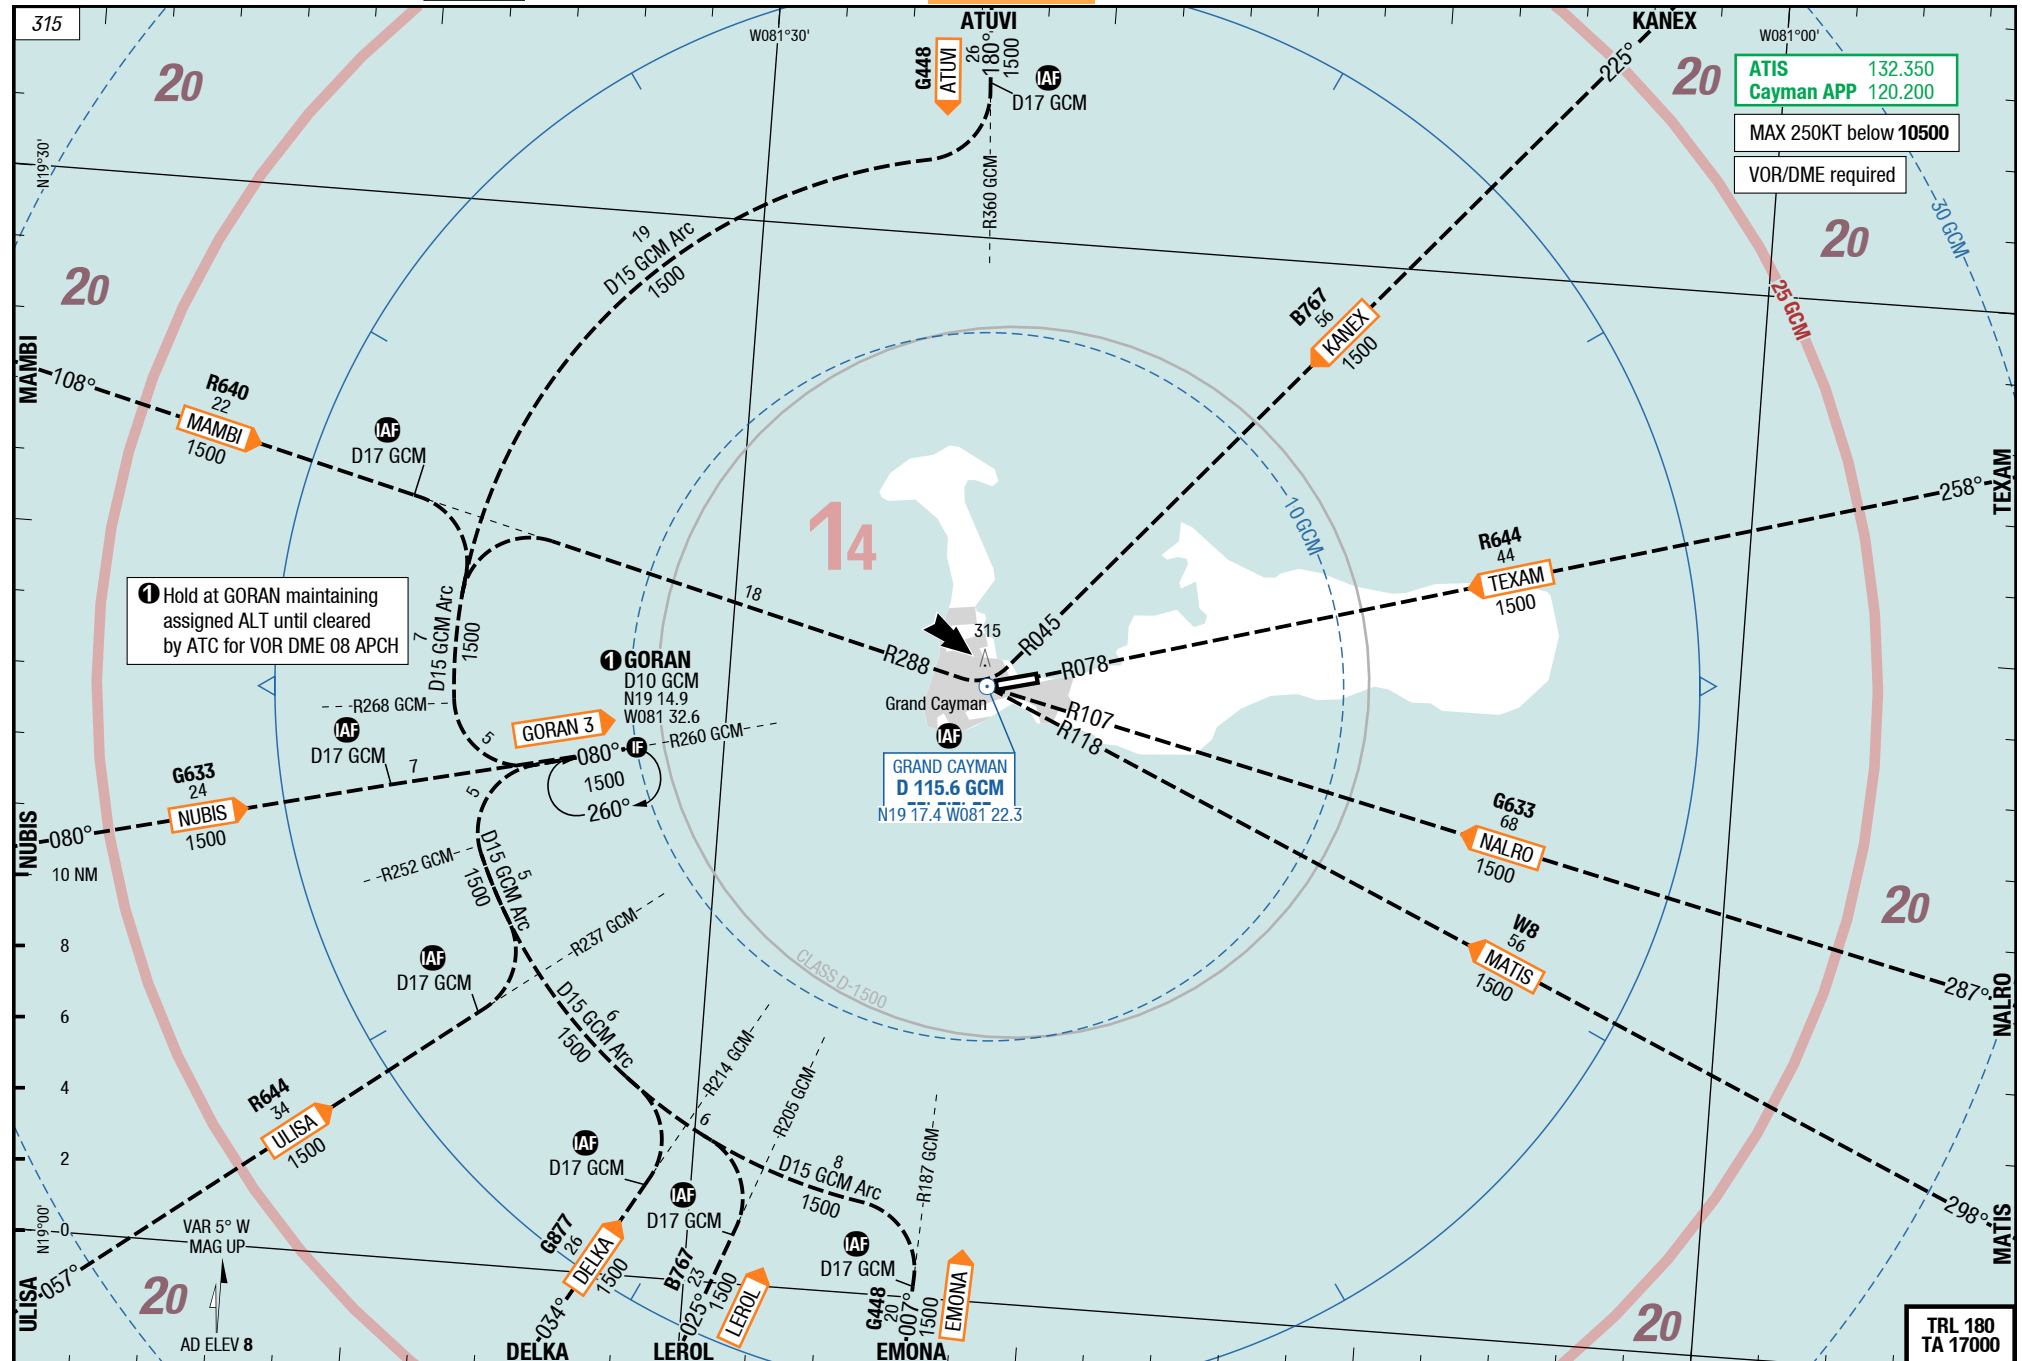 315
20
ATUVI
W081°30'
G448
ATUVI
26
180°
1500
IAF
D17 GCM
KANEX
225°
W081°00'
20
ATIS 132.350
Cayman APP 120.200
MAX 250KT below 10500
VOR/DME required
N19°30'
R360 GCM
30 GCM
20
20
19
D15 GCM Arc
1500
25 GCM
B767
56
KANEX
1500
MAMBI
108°
R640
22
MAMBI
1500
IAF
D17 GCM
14
10 GCM
TEXAM
258°
R644
44
TEXAM
1500
1 Hold at GORAN maintaining
assigned ALT until cleared
by ATC for VOR DME 08 APCH
7
D15 GCM Arc
1500
18
R288
315
R045
R078
R107
R118
1 GORAN
D10 GCM
N19 14.9
W081 32.6
R268 GCM
IAF
D17 GCM
5
GORAN 3
080°
IF
R260 GCM
1500
260°
7
Grand Cayman
IAF
GRAND CAYMAN
D 115.6 GCM
N19 17.4 W081 22.3
G633
24
NUBIS
1500
NUBIS
080°
5
D15 GCM Arc
5
1500
R252 GCM
R237 GCM
G633
68
NALRO
1500
287°
NALRO
W8
56
MATIS
1500
298°
MATIS
20
CLASS D-1500
10 NM
8
6
4
2
0
IAF
D17 GCM
D15 GCM Arc
6
1500
R644
34
ULISA
1500
ULISA
057°
R214 GCM
R205 GCM
R187 GCM
6
8
D15 GCM Arc
1500
IAF
D17 GCM
IAF
D17 GCM
IAF
D17 GCM
N19°00'
VAR 5° W
MAG UP
AD ELEV 8
20
G877
26
DELKA
1500
034°
DELKA
B767
23
1500
025°
LEROL
LEROL
G448
20
007°
1500
EMONA
EMONA
20
TRL 180
TA 17000